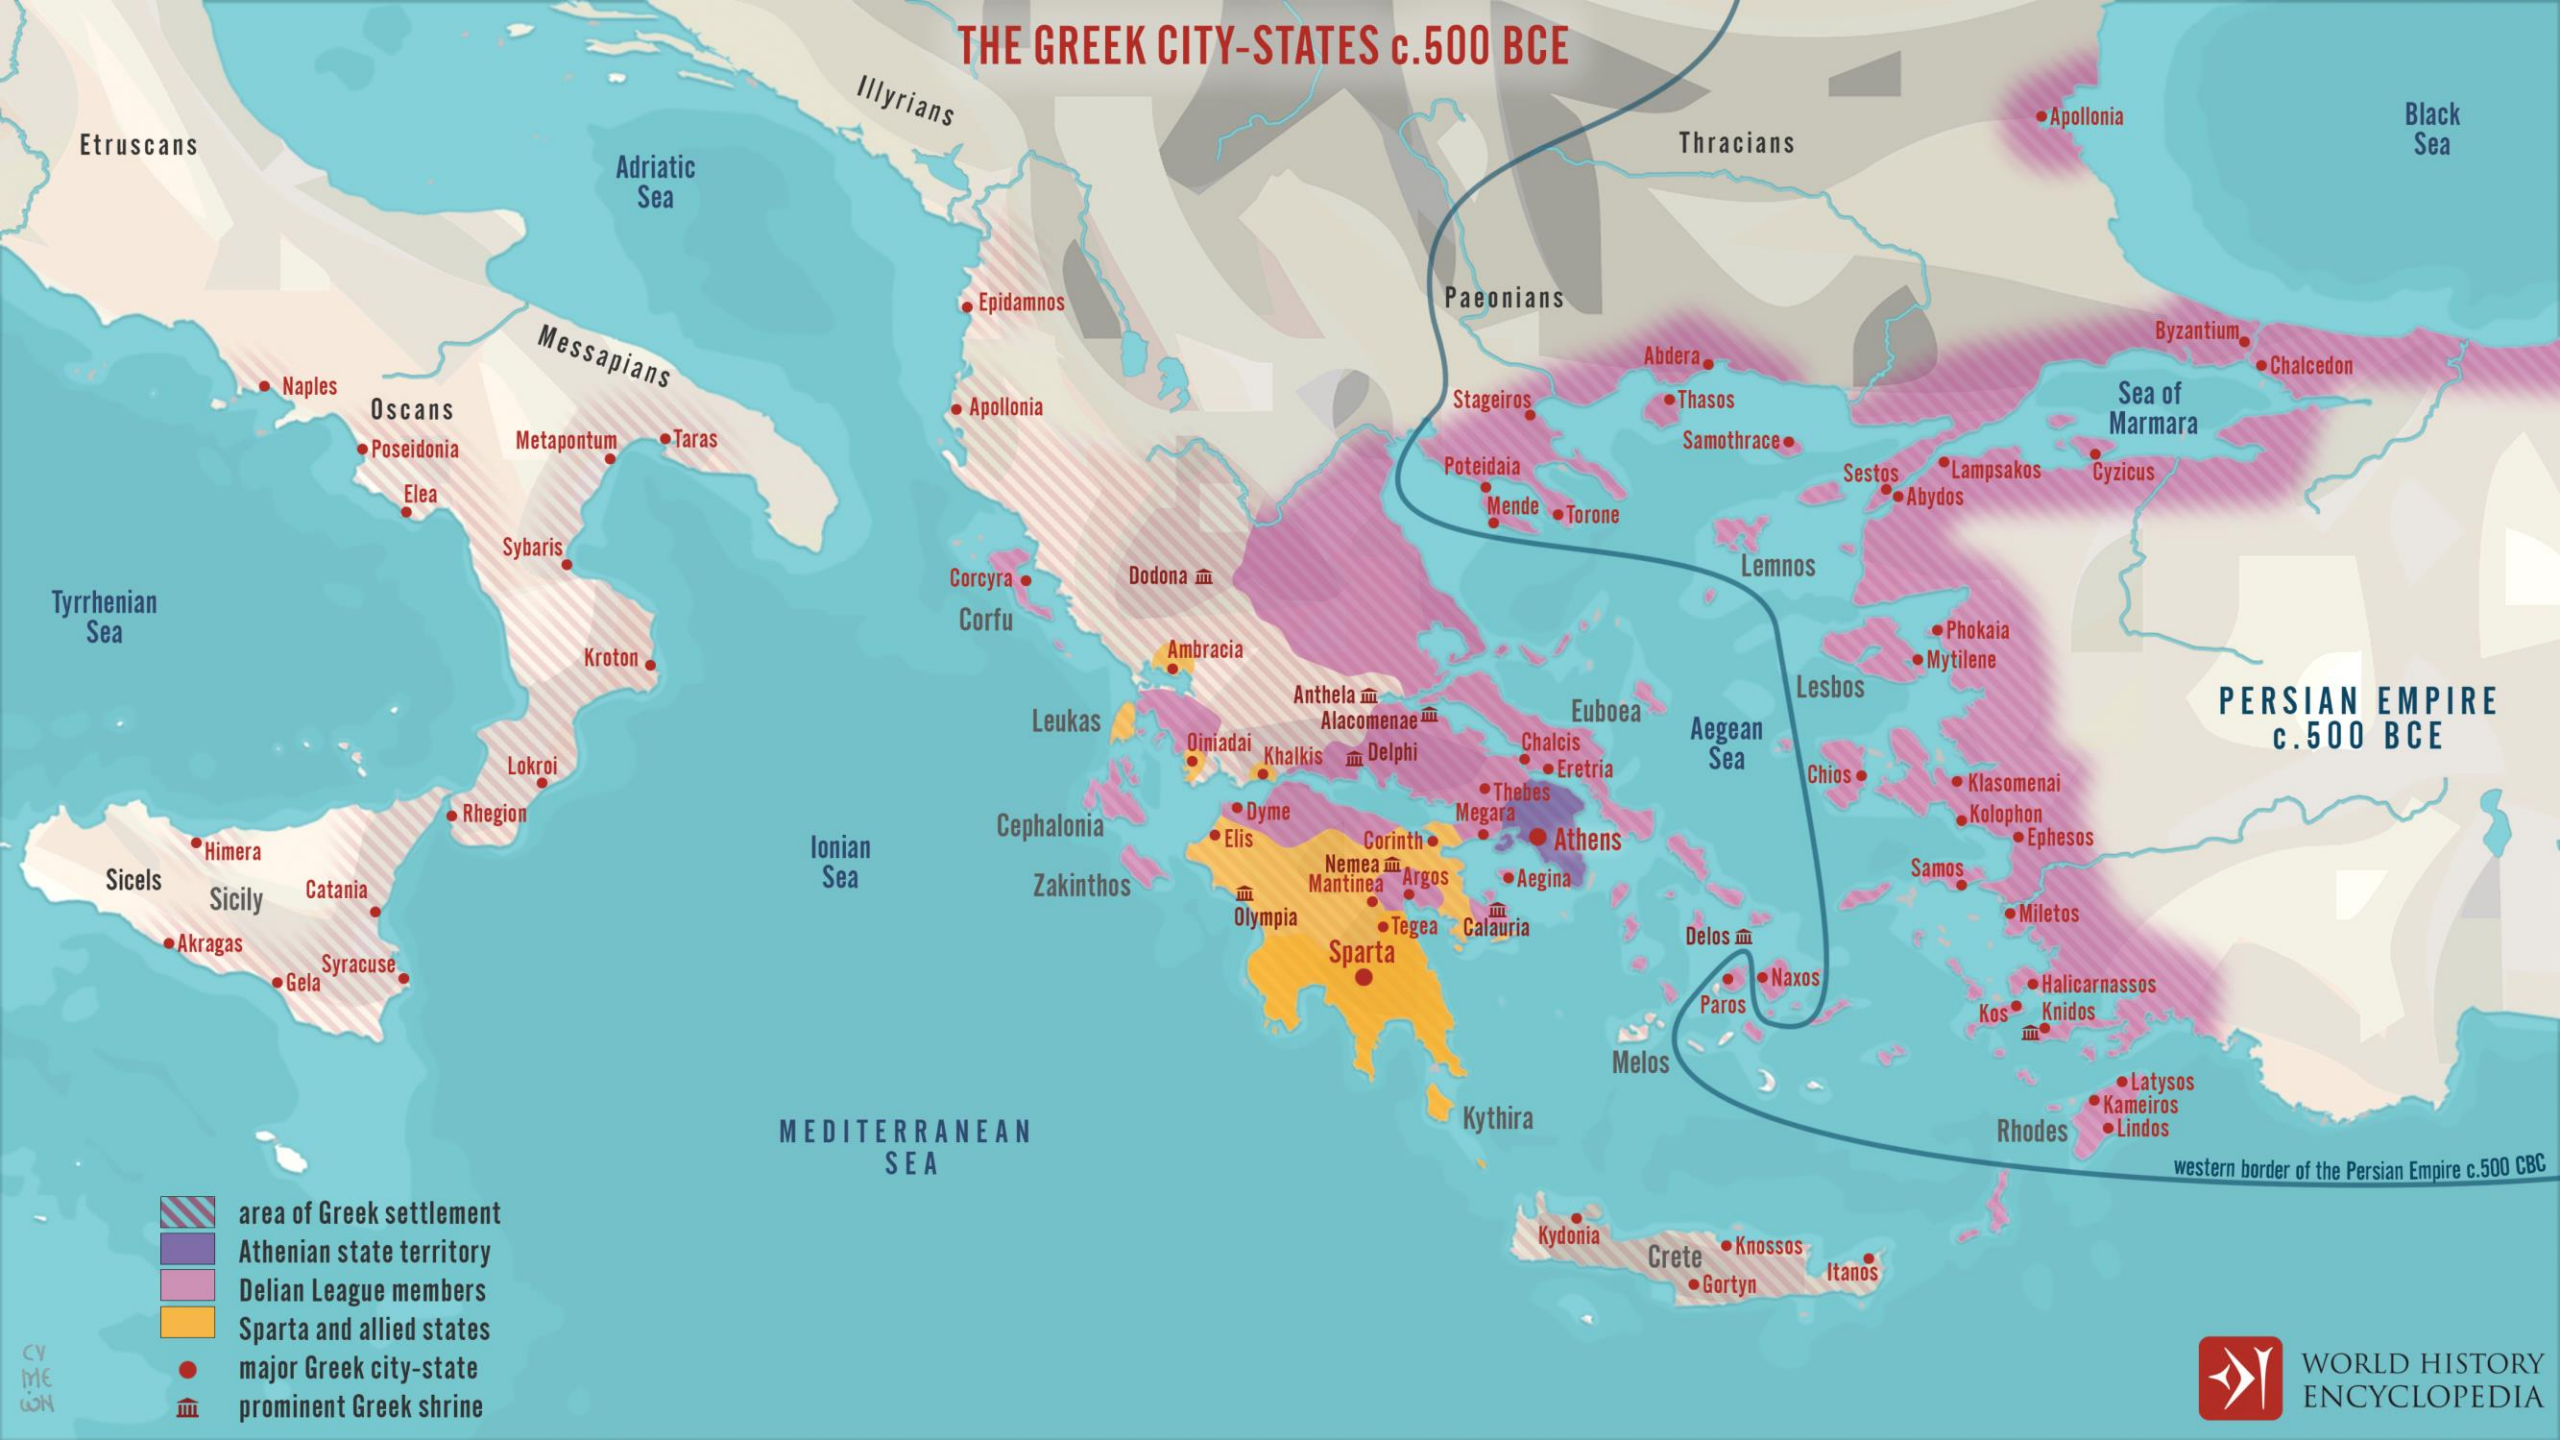 THE GREEK CITY-STATES c.500 BCE
Illyrians
Etruscans
Adriatic
Sea
Thracians
Apollonia
Black
Sea
Epidamnos
Paeonians
Messapians
Byzantium
Chalcedon
Abdera
Naples
Oscans
Apollonia
Stageiros
Thasos
Sea of
Marmara
Metapontum
Taras
Samothrace
Poseidonia
Poteidaia
Sestos
Lampsakos
Cyzicus
Elea
Mende
Torone
Abydos
Sybaris
Corcyra
Corfu
Dodona
Lemnos
Tyrrhenian
Sea
Kroton
Ambracia
Phokaia
Mytilene
Lesbos
Anthela
Alacomenae
Leukas
Euboea
Aegean
Sea
PERSIAN EMPIRE
c.500 BCE
Oiniadai
Khalkis
Delphi
Chalcis
Eretria
Lokroi
Chios
Klasomenai
Thebes
Rhegion
Dyme
Megara
Kolophon
Cephalonia
Elis
Corinth
Athens
Ephesos
Ionian
Sea
Himera
Nemea
Mantinea
Argos
Aegina
Samos
Sicels
Sicily
Catania
Zakinthos
Olympia
Tegea
Calauria
Miletos
Akragas
Delos
Sparta
Syracuse
Gela
Naxos
Paros
Halicarnassos
Kos
Knidos
Melos
Latysos
Kameiros
Lindos
Rhodes
Kythira
MEDITERRANEAN
SEA
western border of the Persian Empire c.500 CBC
Kydonia
Crete
Knossos
Itanos
Gortyn
area of Greek settlement
Athenian state territory
Delian League members
Sparta and allied states
major Greek city-state
prominent Greek shrine
CV
ME
ωN
WORLD HISTORY
ENCYCLOPEDIA